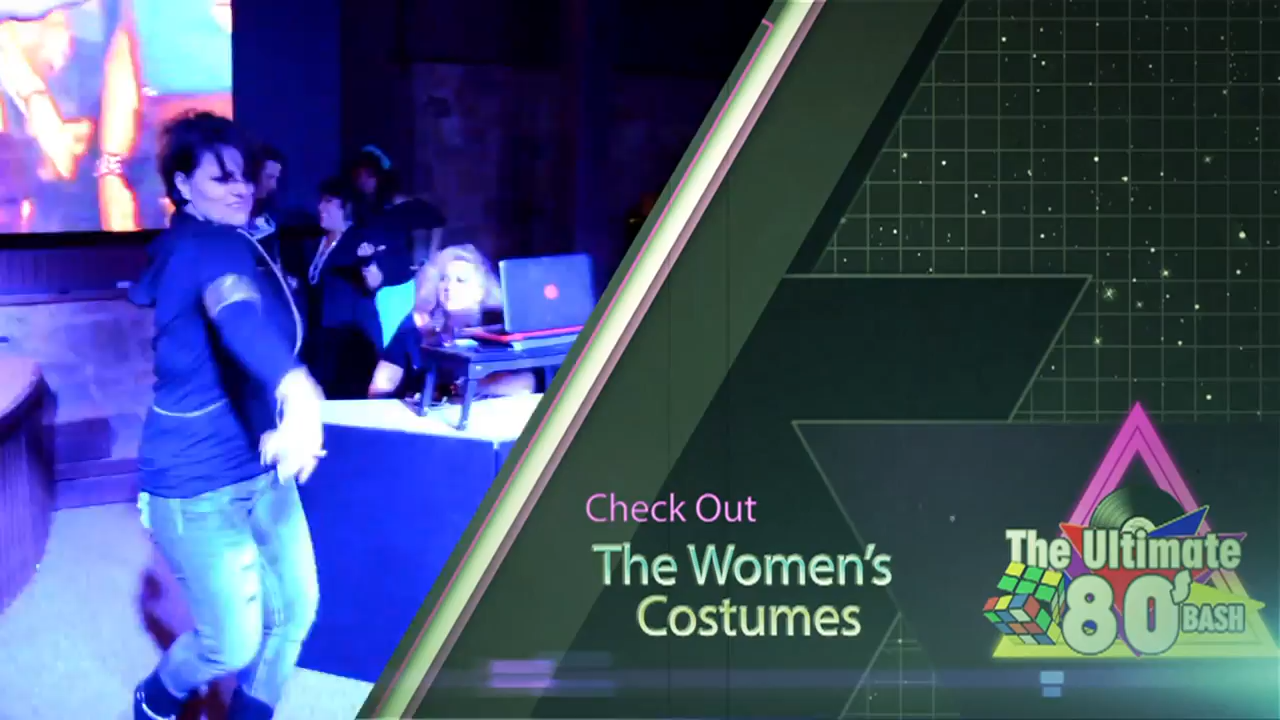 Check Out
The Women's
Costumes
The Ultimate
80's BASH